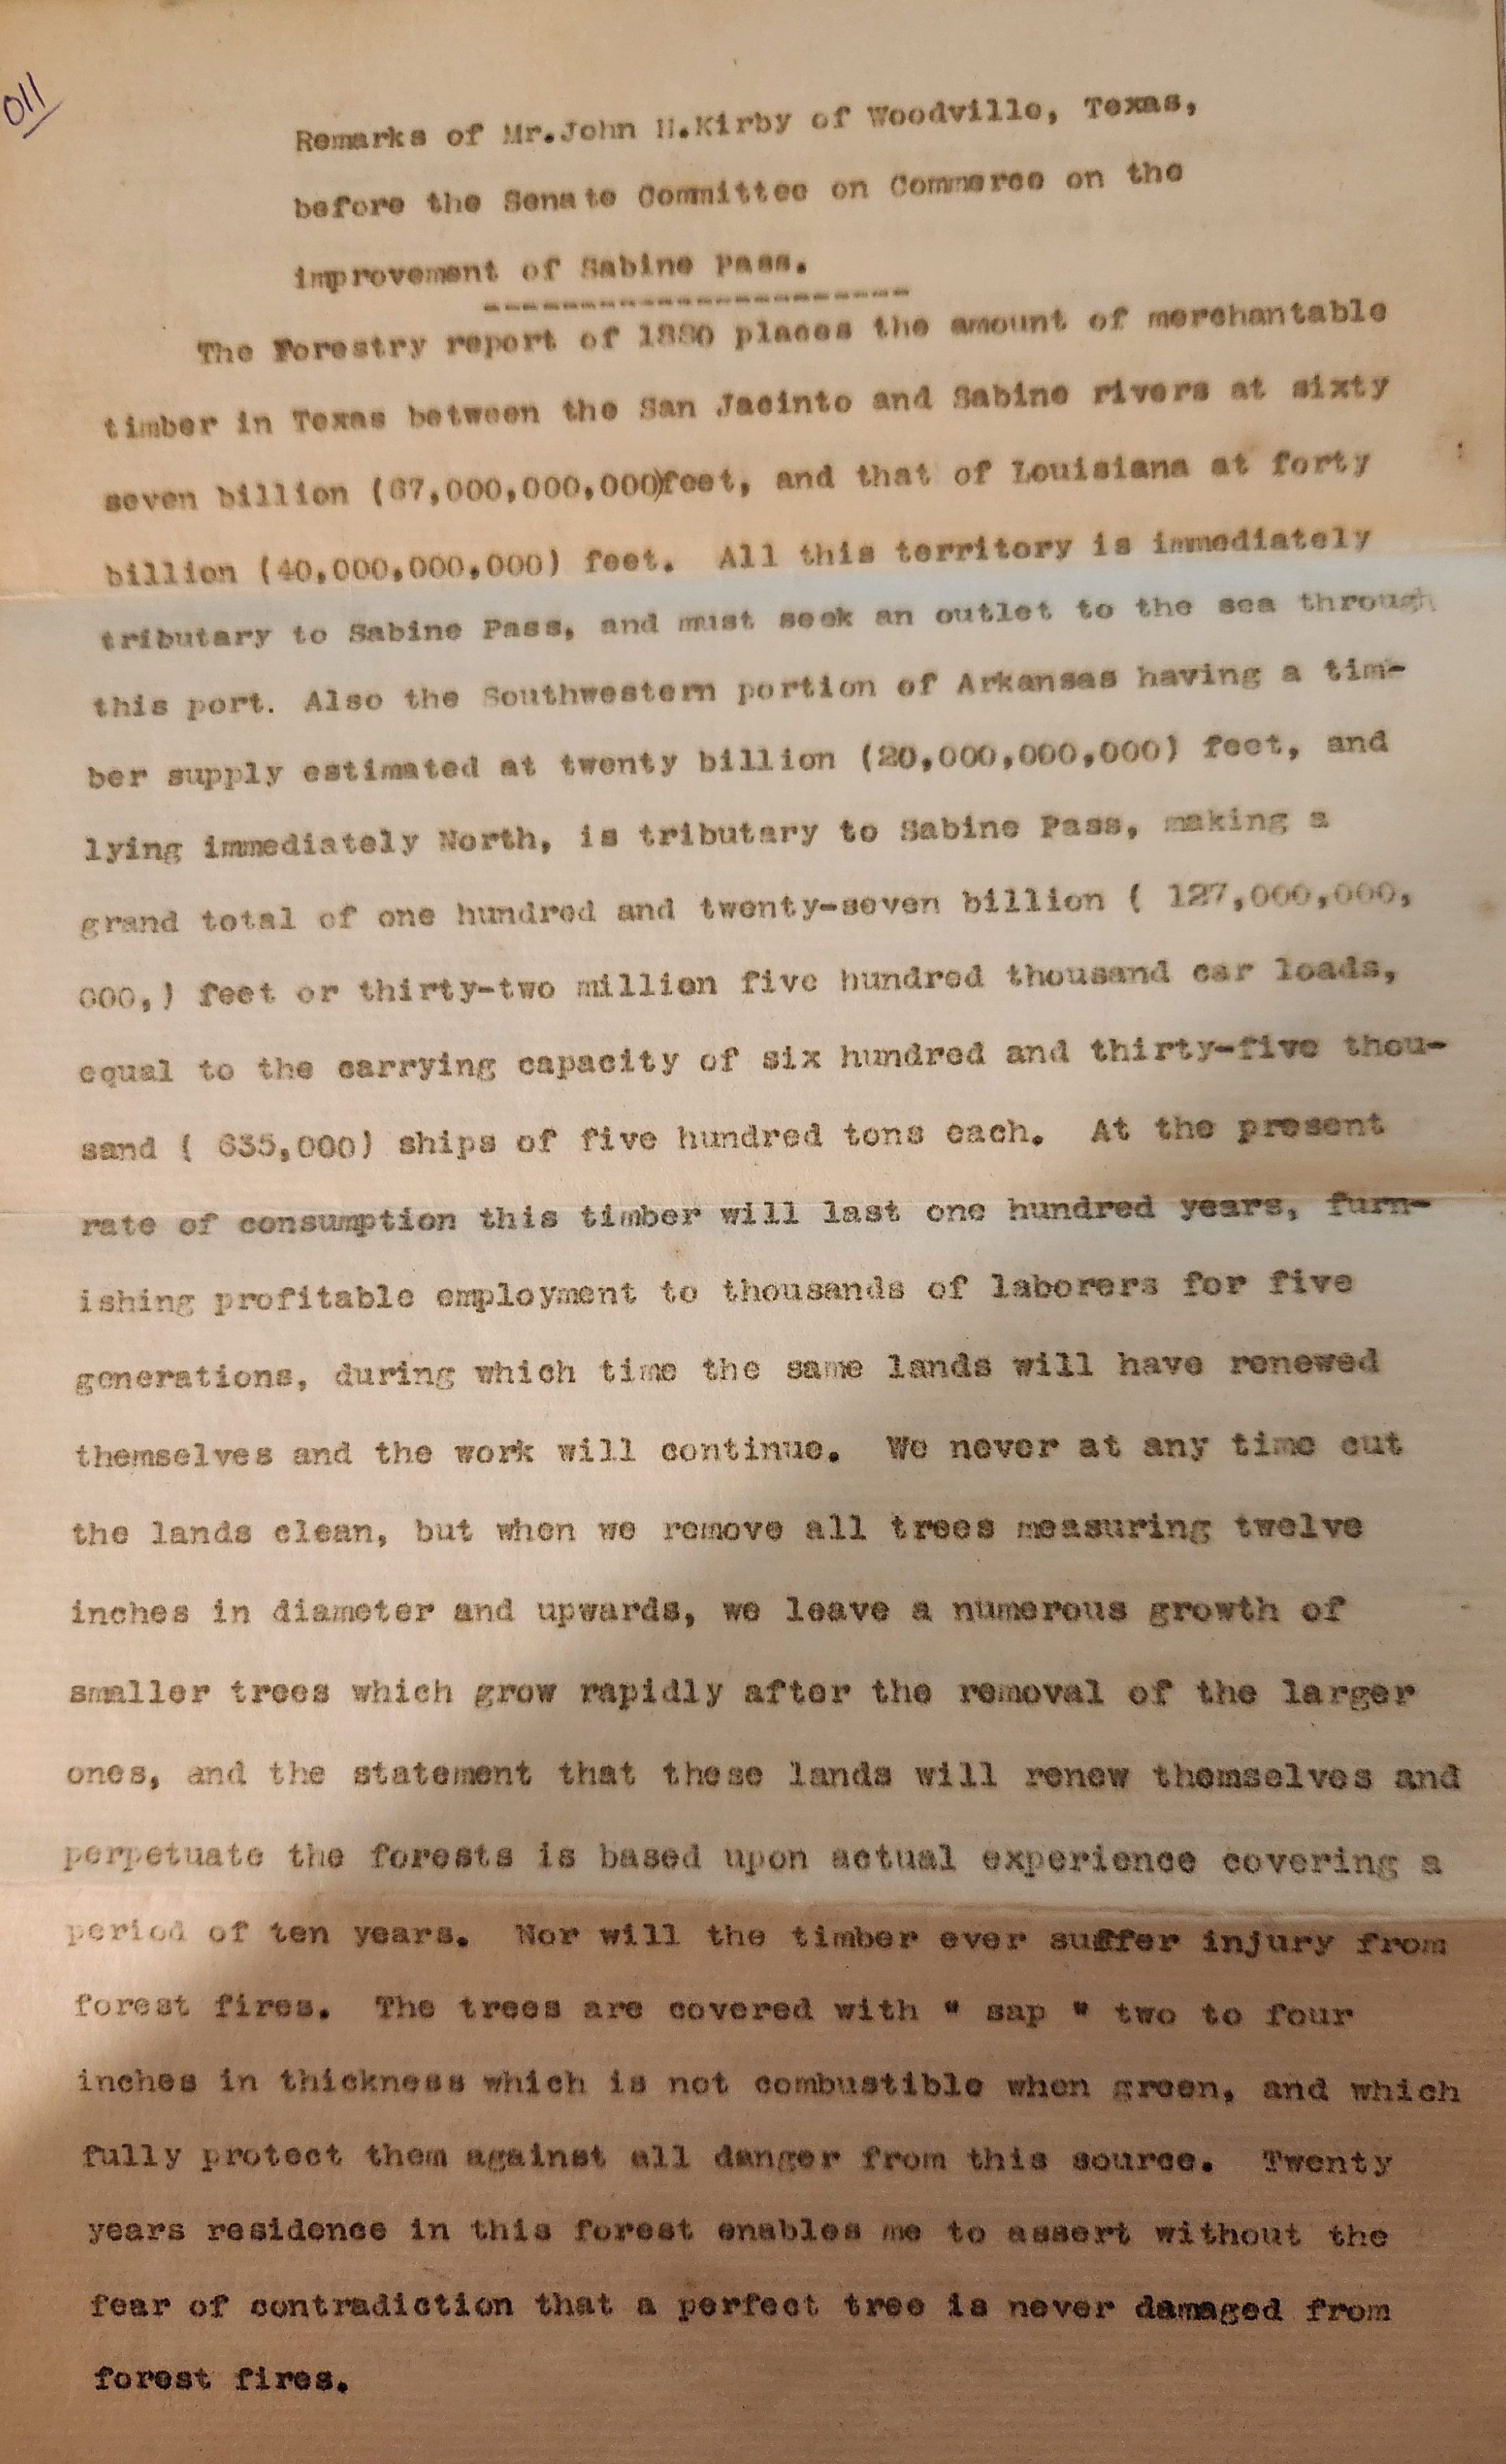 011
Remarks of Mr.John H.Kirby of Woodville, Texas,
before the Senate Committee on Commerce on the
improvement of Sabine Pass.
-----------------------
The Forestry report of 1880 places the amount of merchantable
timber in Texas between the San Jacinto and Sabine rivers at sixty
seven billion (67,000,000,000)feet, and that of Louisiana at forty
billion (40,000,000,000) feet. All this territory is immediately
tributary to Sabine Pass, and must seek an outlet to the sea through
this port. Also the Southwestern portion of Arkansas having a tim-
ber supply estimated at twenty billion (20,000,000,000) feet, and
lying immediately North, is tributary to Sabine Pass, making a
grand total of one hundred and twenty-seven billion ( 127,000,000,
000,) feet or thirty-two million five hundred thousand car loads,
equal to the carrying capacity of six hundred and thirty-five thou-
sand ( 635,000) ships of five hundred tons each. At the present
rate of consumption this timber will last one hundred years, furn-
ishing profitable employment to thousands of laborers for five
generations, during which time the same lands will have renewed
themselves and the work will continue. We never at any time cut
the lands clean, but when we remove all trees measuring twelve
inches in diameter and upwards, we leave a numerous growth of
smaller trees which grow rapidly after the removal of the larger
ones, and the statement that these lands will renew themselves and
perpetuate the forests is based upon actual experience covering a
period of ten years. Nor will the timber ever suffer injury from
forest fires. The trees are covered with " sap " two to four
inches in thickness which is not combustible when green, and which
fully protect them against all danger from this source. Twenty
years residence in this forest enables me to assert without the
fear of contradiction that a perfect tree is never damaged from
forest fires.